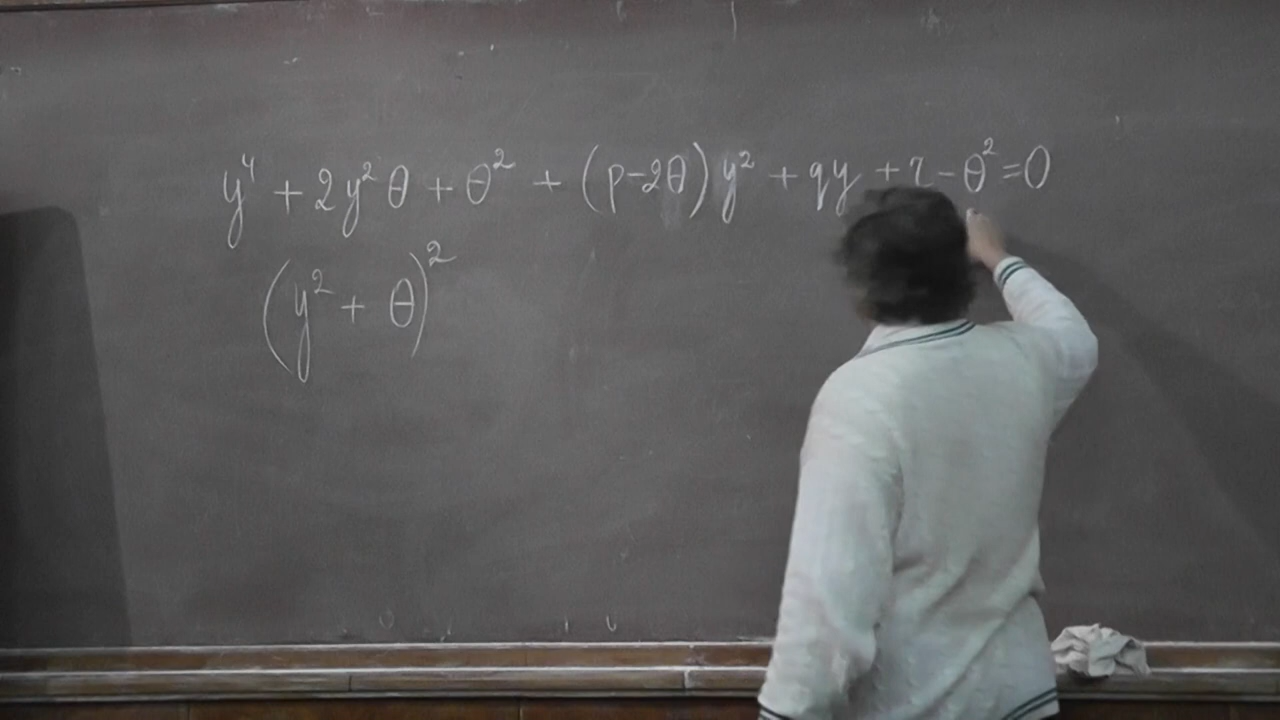 y⁴ + 2y²θ + θ² + (p-2θ)y² + qy + r - θ² = 0
(y² + θ)²